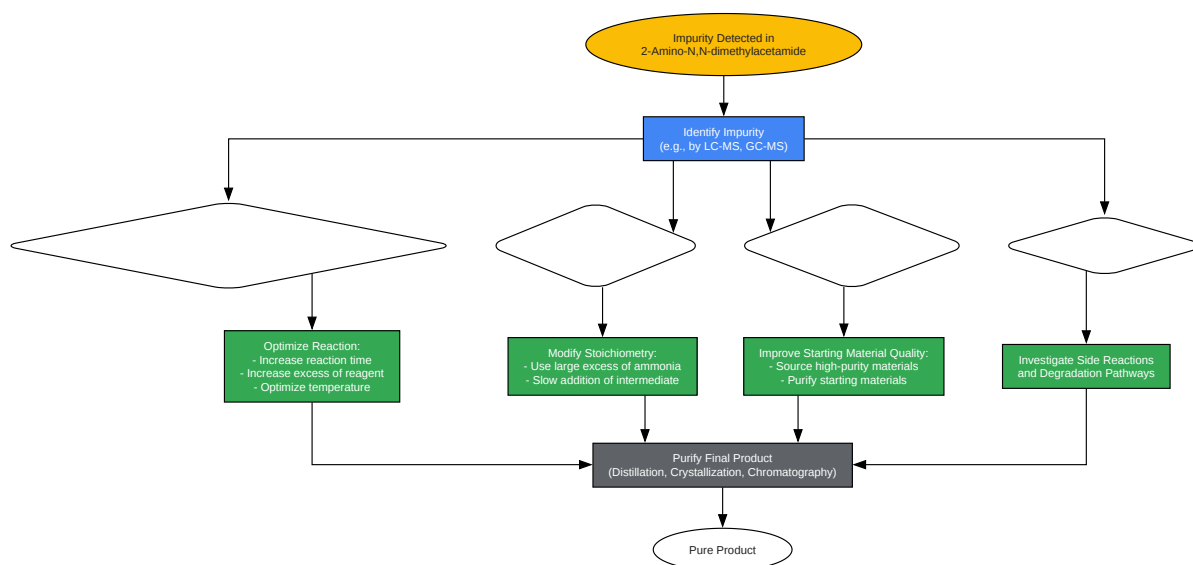 Impurity Detected in
2-Amino-N,N-dimethylacetamide
Identify Impurity
(e.g., by LC-MS, GC-MS)
Optimize Reaction:
- Increase reaction time
- Increase excess of reagent
- Optimize temperature
Modify Stoichiometry:
- Use large excess of ammonia
- Slow addition of intermediate
Improve Starting Material Quality:
- Source high-purity materials
- Purify starting materials
Investigate Side Reactions
and Degradation Pathways
Purify Final Product
(Distillation, Crystallization, Chromatography)
Pure Product